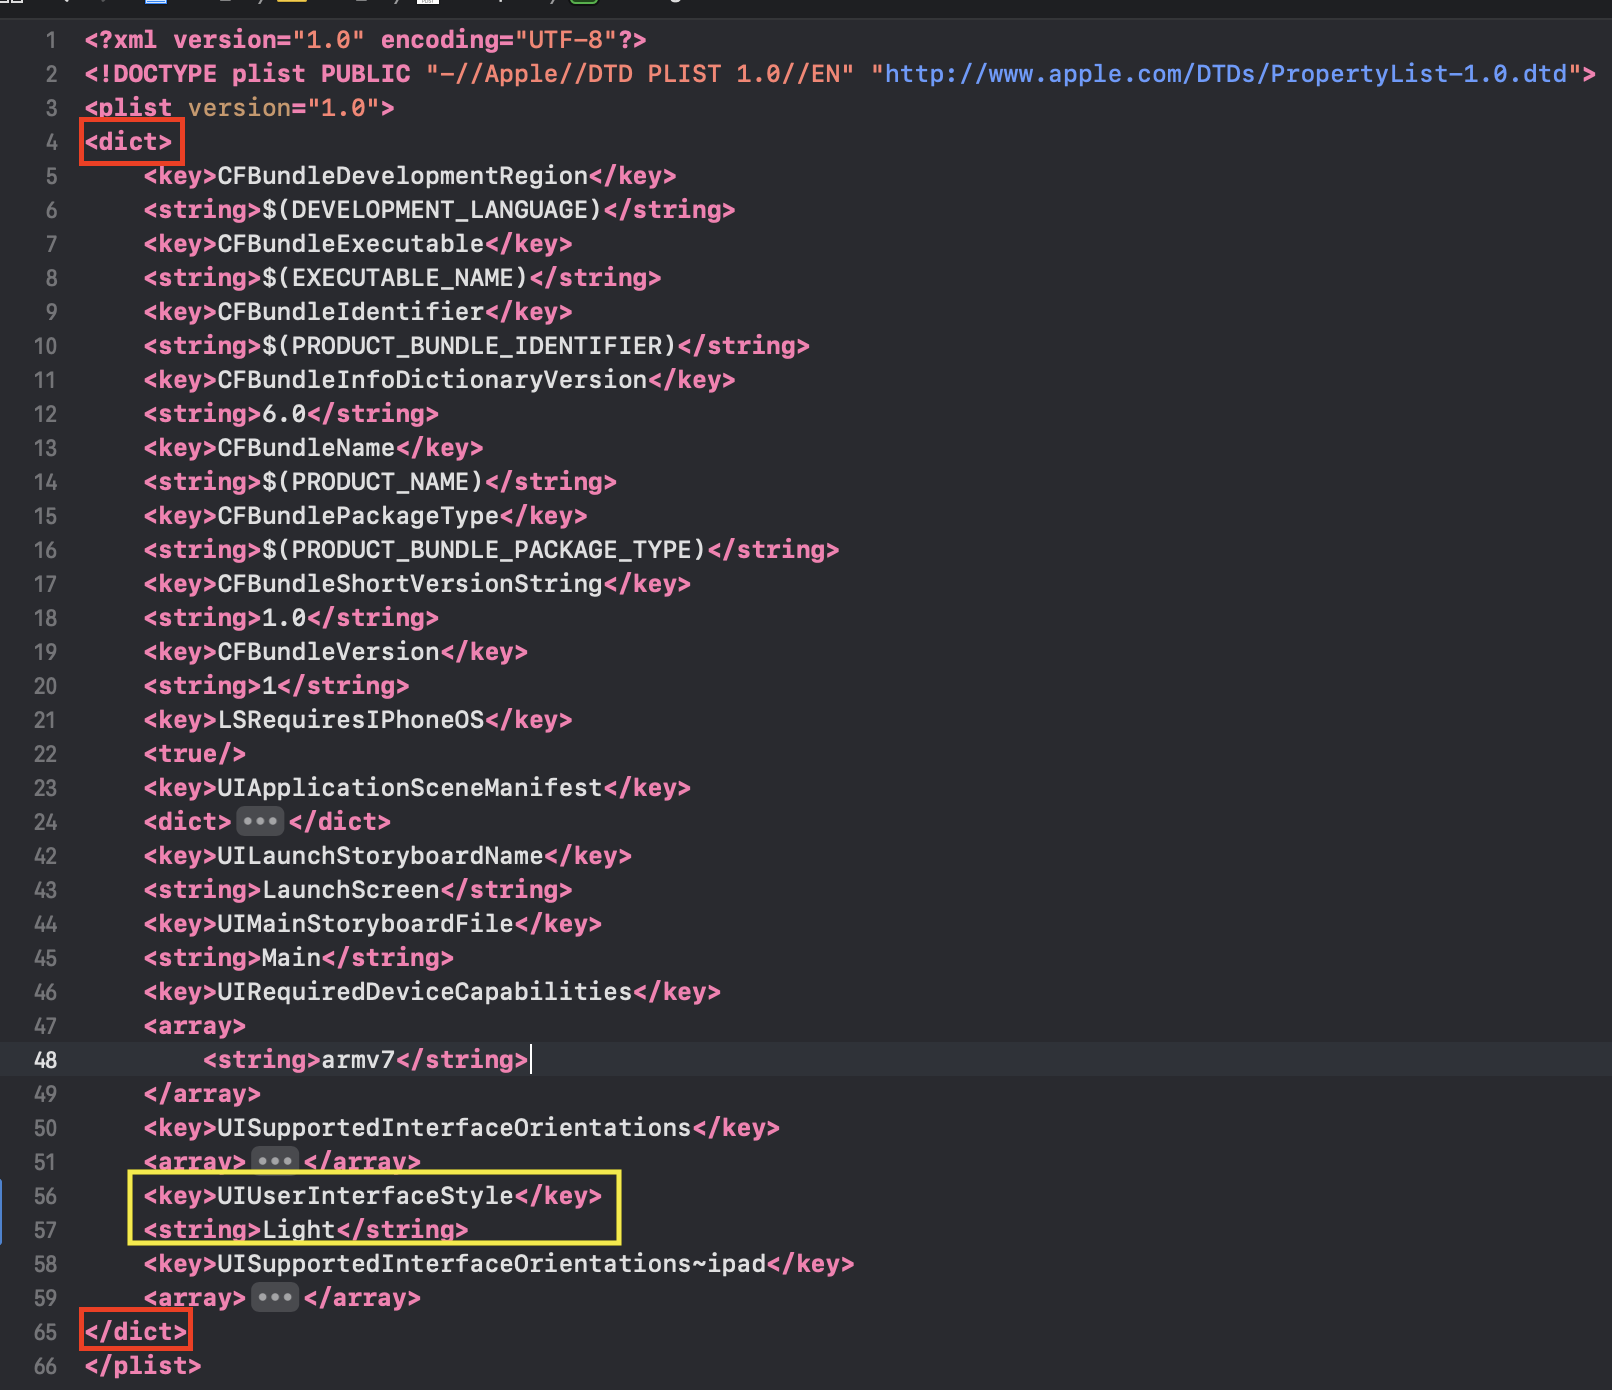 1 <?xml version="1.0" encoding="UTF-8"?>
2 <!DOCTYPE plist PUBLIC "-//Apple//DTD PLIST 1.0//EN" "http://www.apple.com/DTDs/PropertyList-1.0.dtd">
3 <plist version="1.0">
4 <dict>
5 <key>CFBundleDevelopmentRegion</key>
6 <string>$(DEVELOPMENT_LANGUAGE)</string>
7 <key>CFBundleExecutable</key>
8 <string>$(EXECUTABLE_NAME)</string>
9 <key>CFBundleIdentifier</key>
10 <string>$(PRODUCT_BUNDLE_IDENTIFIER)</string>
11 <key>CFBundleInfoDictionaryVersion</key>
12 <string>6.0</string>
13 <key>CFBundleName</key>
14 <string>$(PRODUCT_NAME)</string>
15 <key>CFBundlePackageType</key>
16 <string>$(PRODUCT_BUNDLE_PACKAGE_TYPE)</string>
17 <key>CFBundleShortVersionString</key>
18 <string>1.0</string>
19 <key>CFBundleVersion</key>
20 <string>1</string>
21 <key>LSRequiresIPhoneOS</key>
22 <true/>
23 <key>UIApplicationSceneManifest</key>
24 <dict>•••</dict>
42 <key>UILaunchStoryboardName</key>
43 <string>LaunchScreen</string>
44 <key>UIMainStoryboardFile</key>
45 <string>Main</string>
46 <key>UIRequiredDeviceCapabilities</key>
47 <array>
48 <string>armv7</string>
49 </array>
50 <key>UISupportedInterfaceOrientations</key>
51 <array>•••</array>
56 <key>UIUserInterfaceStyle</key>
57 <string>Light</string>
58 <key>UISupportedInterfaceOrientations~ipad</key>
59 <array>•••</array>
65 </dict>
66 </plist>